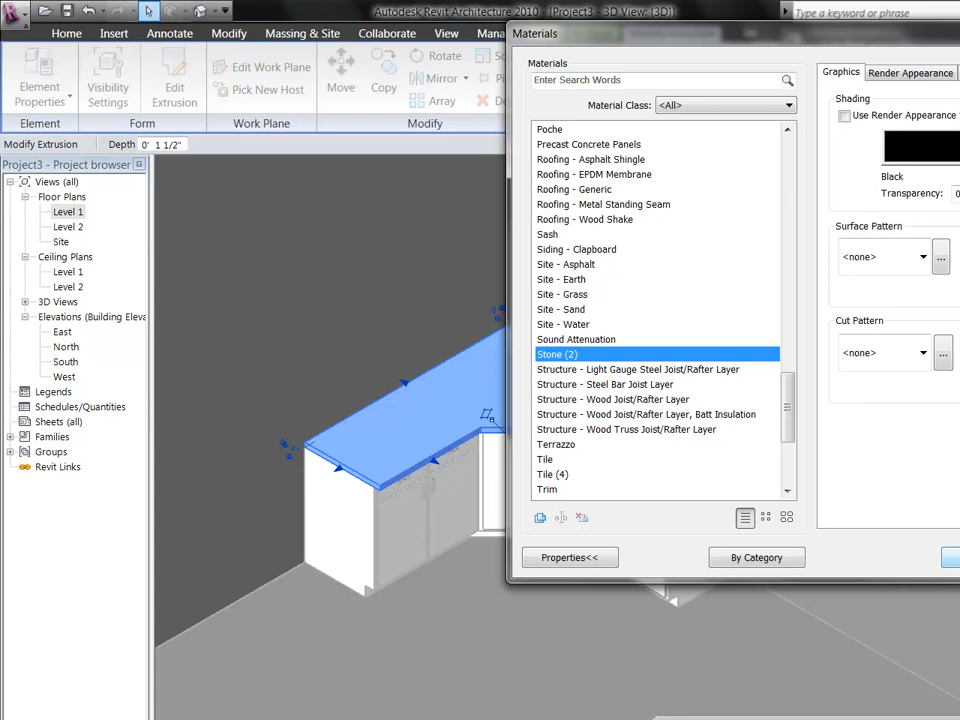 Autodesk Revit Architecture 2010 - [Project3 - 3D View: {3D}]
Type a keyword or phrase
Home Insert Annotate Modify Massing & Site Collaborate View Mana
Element Properties
Visibility Settings
Edit Extrusion
Edit Work Plane
Pick New Host
Move
Copy
Rotate
Mirror
Array
Element Form Work Plane Modify
Modify Extrusion Depth 0' 1 1/2"
Project3 - Project browser
Views (all)
Floor Plans
Level 1
Level 2
Site
Ceiling Plans
Level 1
Level 2
3D Views
Elevations (Building Eleva
East
North
South
West
Legends
Schedules/Quantities
Sheets (all)
Families
Groups
Revit Links
Materials
Materials
Enter Search Words
Material Class: <All>
Poche
Precast Concrete Panels
Roofing - Asphalt Shingle
Roofing - EPDM Membrane
Roofing - Generic
Roofing - Metal Standing Seam
Roofing - Wood Shake
Sash
Siding - Clapboard
Site - Asphalt
Site - Earth
Site - Grass
Site - Sand
Site - Water
Sound Attenuation
Stone (2)
Structure - Light Gauge Steel Joist/Rafter Layer
Structure - Steel Bar Joist Layer
Structure - Wood Joist/Rafter Layer
Structure - Wood Joist/Rafter Layer, Batt Insulation
Structure - Wood Truss Joist/Rafter Layer
Terrazzo
Tile
Tile (4)
Trim
Properties<< By Category
Graphics Render Appearance
Shading
Use Render Appearance
Black
Transparency:
Surface Pattern
<none> ...
Cut Pattern
<none> ...